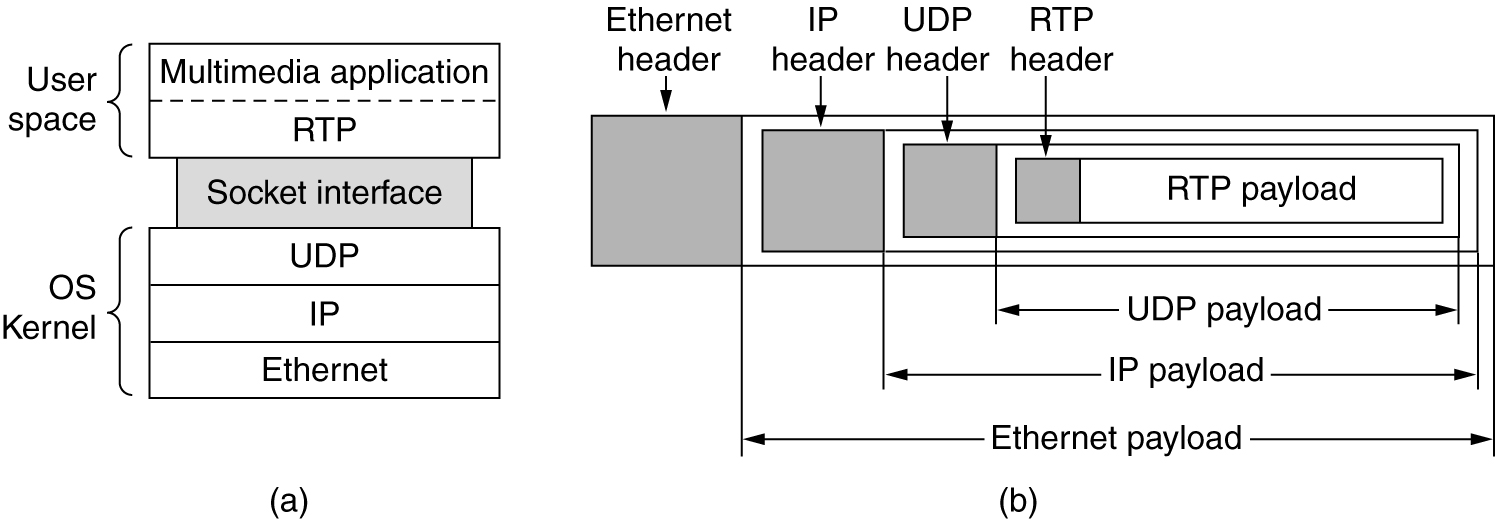 User
space
Multimedia application
RTP
Socket interface
OS
Kernel
UDP
IP
Ethernet
(a)
Ethernet
header
IP
header
UDP
header
RTP
header
RTP payload
UDP payload
IP payload
Ethernet payload
(b)